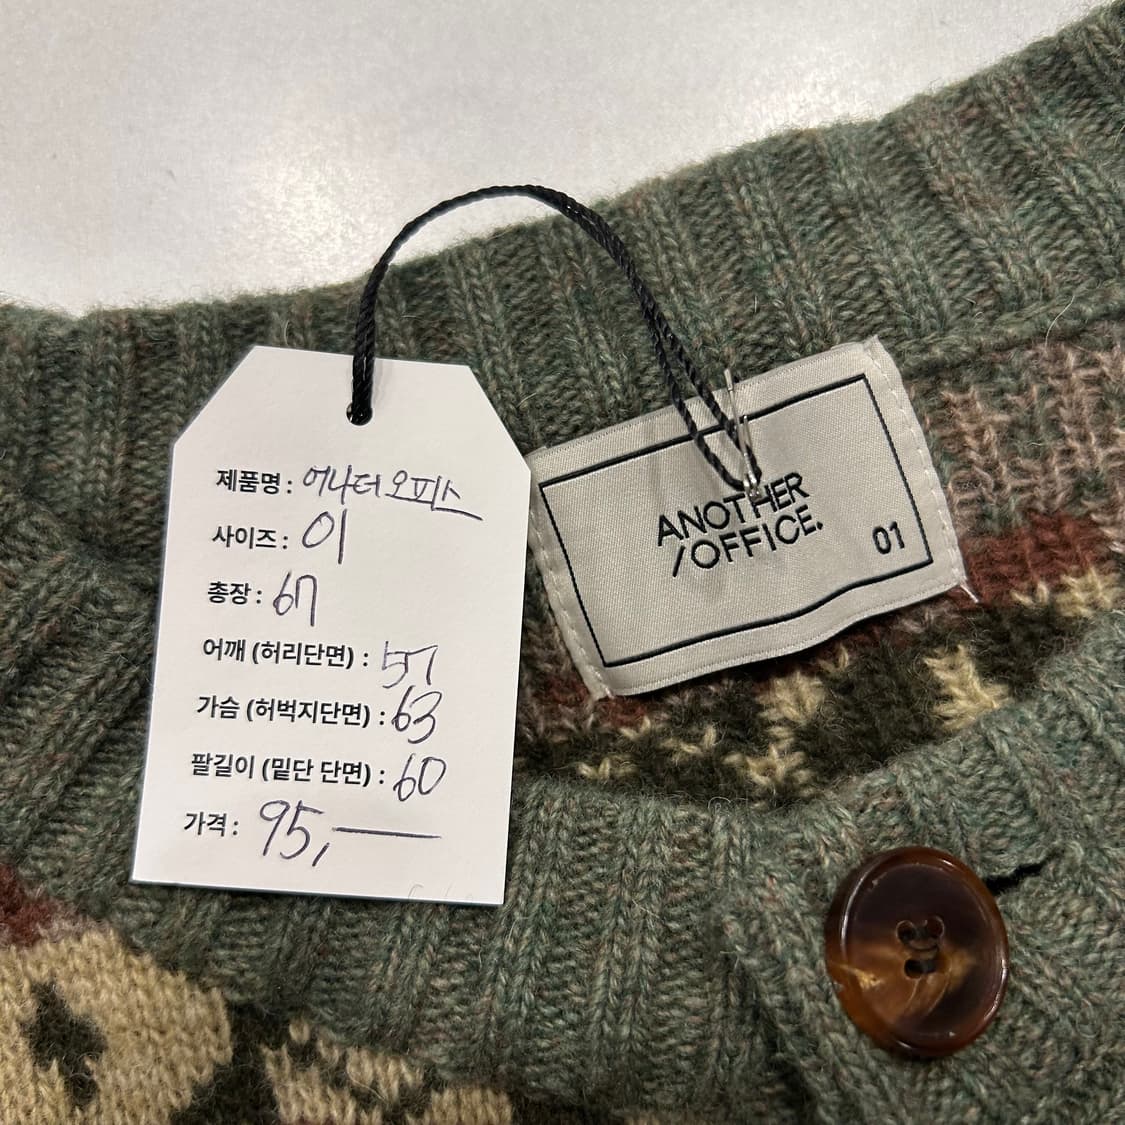 제품명: 어나더오피스
사이즈: 01
총장: 67
어깨 (허리단면) : 57
가슴 (허벅지단면) : 63
팔길이 (밑단 단면) : 60
가격: 95,—
ANOTHER
/OFFICE.
01